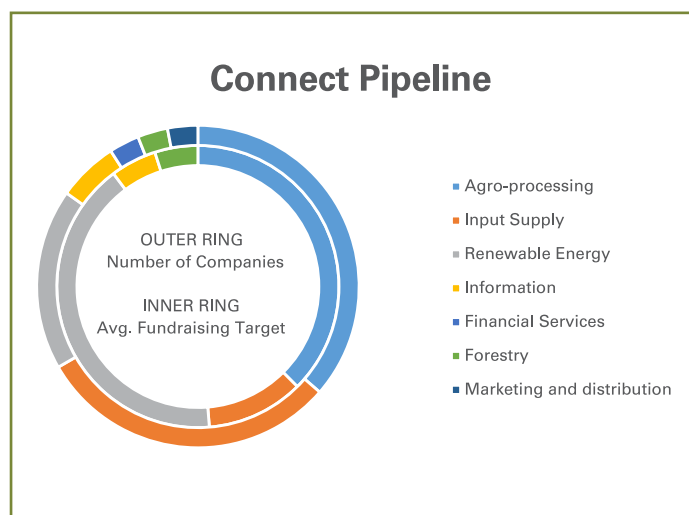 Connect Pipeline
OUTER RING
Number of Companies
INNER RING
Avg. Fundraising Target
Agro-processing
Input Supply
Renewable Energy
Information
Financial Services
Forestry
Marketing and distribution